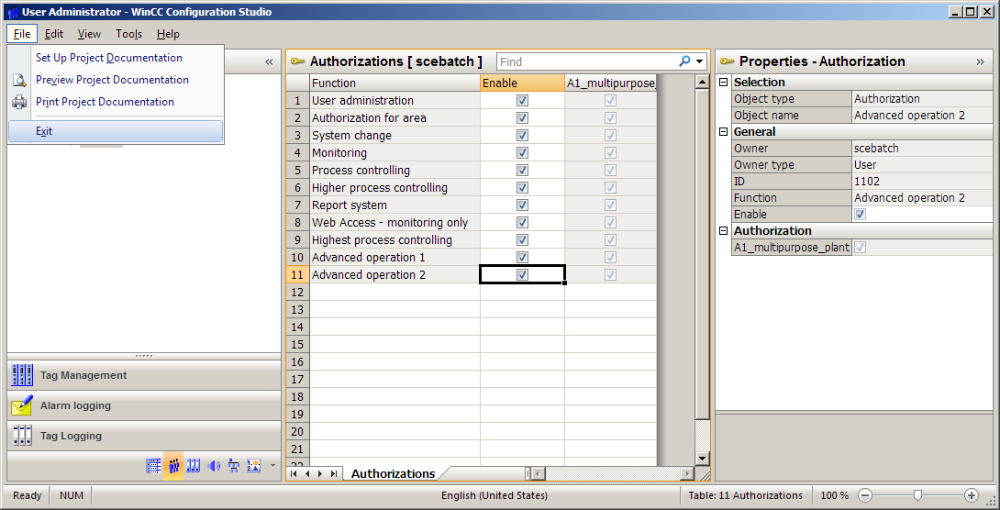 User Administrator - WinCC Configuration Studio
File Edit View Tools Help
Set Up Project Documentation
Preview Project Documentation
Print Project Documentation
Exit
«
Tag Management
Alarm logging
Tag Logging
Authorizations [ scebatch ] Find
Function Enable A1_multipurpose_
1 User administration
2 Authorization for area
3 System change
4 Monitoring
5 Process controlling
6 Higher process controlling
7 Report system
8 Web Access - monitoring only
9 Highest process controlling
10 Advanced operation 1
11 Advanced operation 2
12
13
14
15
16
17
18
19
20
21
22
Authorizations
Properties - Authorization »
Selection
Object type Authorization
Object name Advanced operation 2
General
Owner scebatch
Owner type User
ID 1102
Function Advanced operation 2
Enable
Authorization
A1_multipurpose_plant
Ready NUM English (United States) Table: 11 Authorizations 100 %